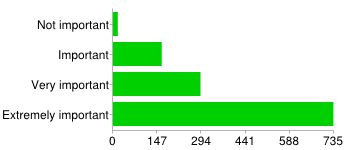 Not important
Important
Very important
Extremely important
0 147 294 441 588 735